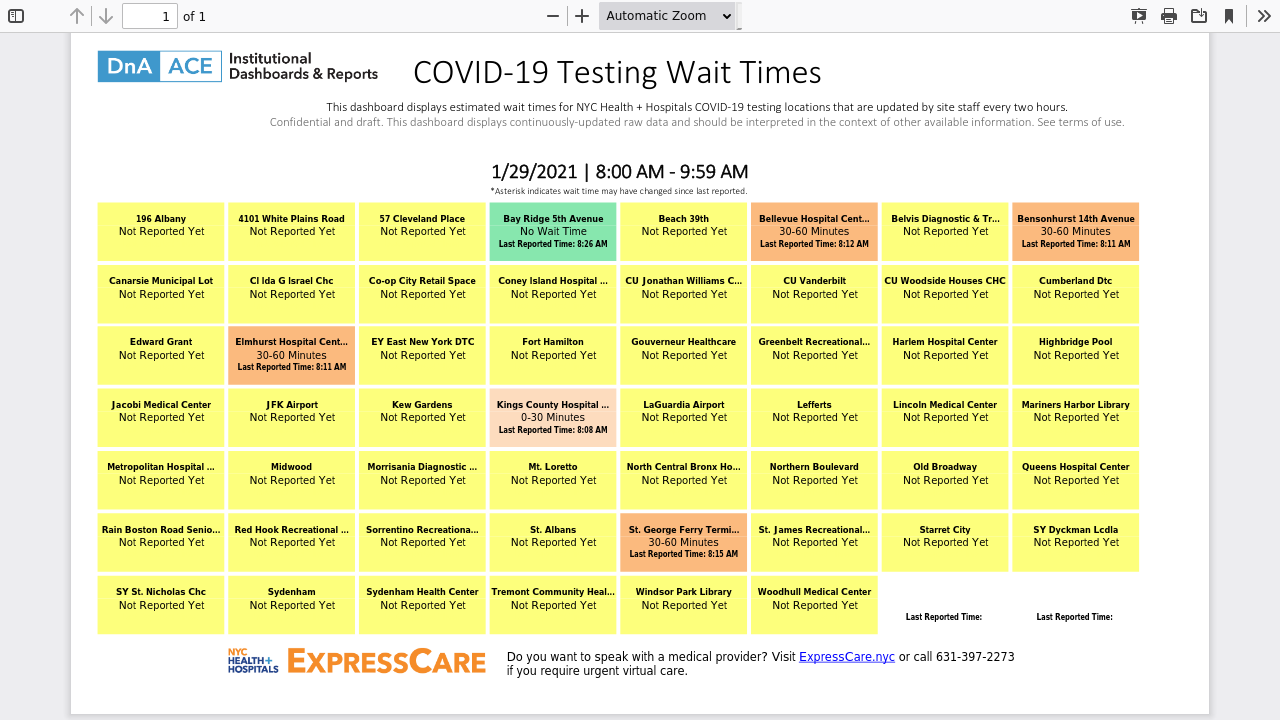 1 of 1 Automatic Zoom
DnA ACE Institutional
Dashboards & Reports
COVID-19 Testing Wait Times
This dashboard displays estimated wait times for NYC Health + Hospitals COVID-19 testing locations that are updated by site staff every two hours.
Confidential and draft. This dashboard displays continuously-updated raw data and should be interpreted in the context of other available information. See terms of use.
1/29/2021 | 8:00 AM - 9:59 AM
*Asterisk indicates wait time may have changed since last reported.
196 Albany
Not Reported Yet
4101 White Plains Road
Not Reported Yet
57 Cleveland Place
Not Reported Yet
Bay Ridge 5th Avenue
No Wait Time
Last Reported Time: 8:26 AM
Beach 39th
Not Reported Yet
Bellevue Hospital Cent...
30-60 Minutes
Last Reported Time: 8:12 AM
Belvis Diagnostic & Tr...
Not Reported Yet
Bensonhurst 14th Avenue
30-60 Minutes
Last Reported Time: 8:11 AM
Canarsie Municipal Lot
Not Reported Yet
CI Ida G Israel Chc
Not Reported Yet
Co-op City Retail Space
Not Reported Yet
Coney Island Hospital ...
Not Reported Yet
CU Jonathan Williams C...
Not Reported Yet
CU Vanderbilt
Not Reported Yet
CU Woodside Houses CHC
Not Reported Yet
Cumberland Dtc
Not Reported Yet
Edward Grant
Not Reported Yet
Elmhurst Hospital Cent...
30-60 Minutes
Last Reported Time: 8:11 AM
EY East New York DTC
Not Reported Yet
Fort Hamilton
Not Reported Yet
Gouverneur Healthcare
Not Reported Yet
Greenbelt Recreational...
Not Reported Yet
Harlem Hospital Center
Not Reported Yet
Highbridge Pool
Not Reported Yet
Jacobi Medical Center
Not Reported Yet
JFK Airport
Not Reported Yet
Kew Gardens
Not Reported Yet
Kings County Hospital ...
0-30 Minutes
Last Reported Time: 8:08 AM
LaGuardia Airport
Not Reported Yet
Lefferts
Not Reported Yet
Lincoln Medical Center
Not Reported Yet
Mariners Harbor Library
Not Reported Yet
Metropolitan Hospital ...
Not Reported Yet
Midwood
Not Reported Yet
Morrisania Diagnostic ...
Not Reported Yet
Mt. Loretto
Not Reported Yet
North Central Bronx Ho...
Not Reported Yet
Northern Boulevard
Not Reported Yet
Old Broadway
Not Reported Yet
Queens Hospital Center
Not Reported Yet
Rain Boston Road Senio...
Not Reported Yet
Red Hook Recreational ...
Not Reported Yet
Sorrentino Recreationa...
Not Reported Yet
St. Albans
Not Reported Yet
St. George Ferry Termi...
30-60 Minutes
Last Reported Time: 8:15 AM
St. James Recreational...
Not Reported Yet
Starret City
Not Reported Yet
SY Dyckman Lcdla
Not Reported Yet
SY St. Nicholas Chc
Not Reported Yet
Sydenham
Not Reported Yet
Sydenham Health Center
Not Reported Yet
Tremont Community Heal...
Not Reported Yet
Windsor Park Library
Not Reported Yet
Woodhull Medical Center
Not Reported Yet
Last Reported Time:
Last Reported Time:
NYC
HEALTH+
HOSPITALS
EXPRESSCARE
Do you want to speak with a medical provider? Visit ExpressCare.nyc or call 631-397-2273
if you require urgent virtual care.